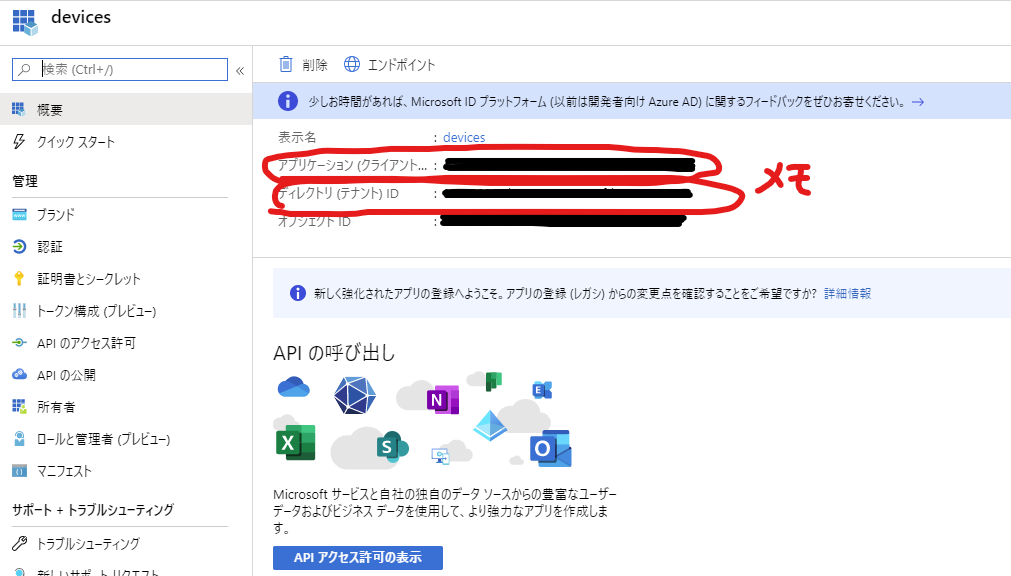 devices
検索 (Ctrl+/)
«
概要
クイック スタート
管理
ブランド
認証
証明書とシークレット
トークン構成 (プレビュー)
API のアクセス許可
API の公開
所有者
ロールと管理者 (プレビュー)
マニフェスト
サポート + トラブルシューティング
トラブルシューティング
新しいサポート リクエスト
削除 エンドポイント
少しお時間があれば、Microsoft ID プラットフォーム (以前は開発者向け Azure AD) に関するフィードバックをぜひお寄せください。 →
表示名 : devices
アプリケーション (クライアント... :
ディレクトリ (テナント) ID :
オブジェクト ID :
メモ
新しく強化されたアプリの登録へようこそ。アプリの登録 (レガシ) からの変更点を確認することをご希望ですか? 詳細情報
API の呼び出し
N
E
X
S
O
Microsoft サービスと自社の独自のデータ ソースからの豊富なユーザー
データおよびビジネス データを使用して、より強力なアプリを作成しま
す。
API アクセス許可の表示